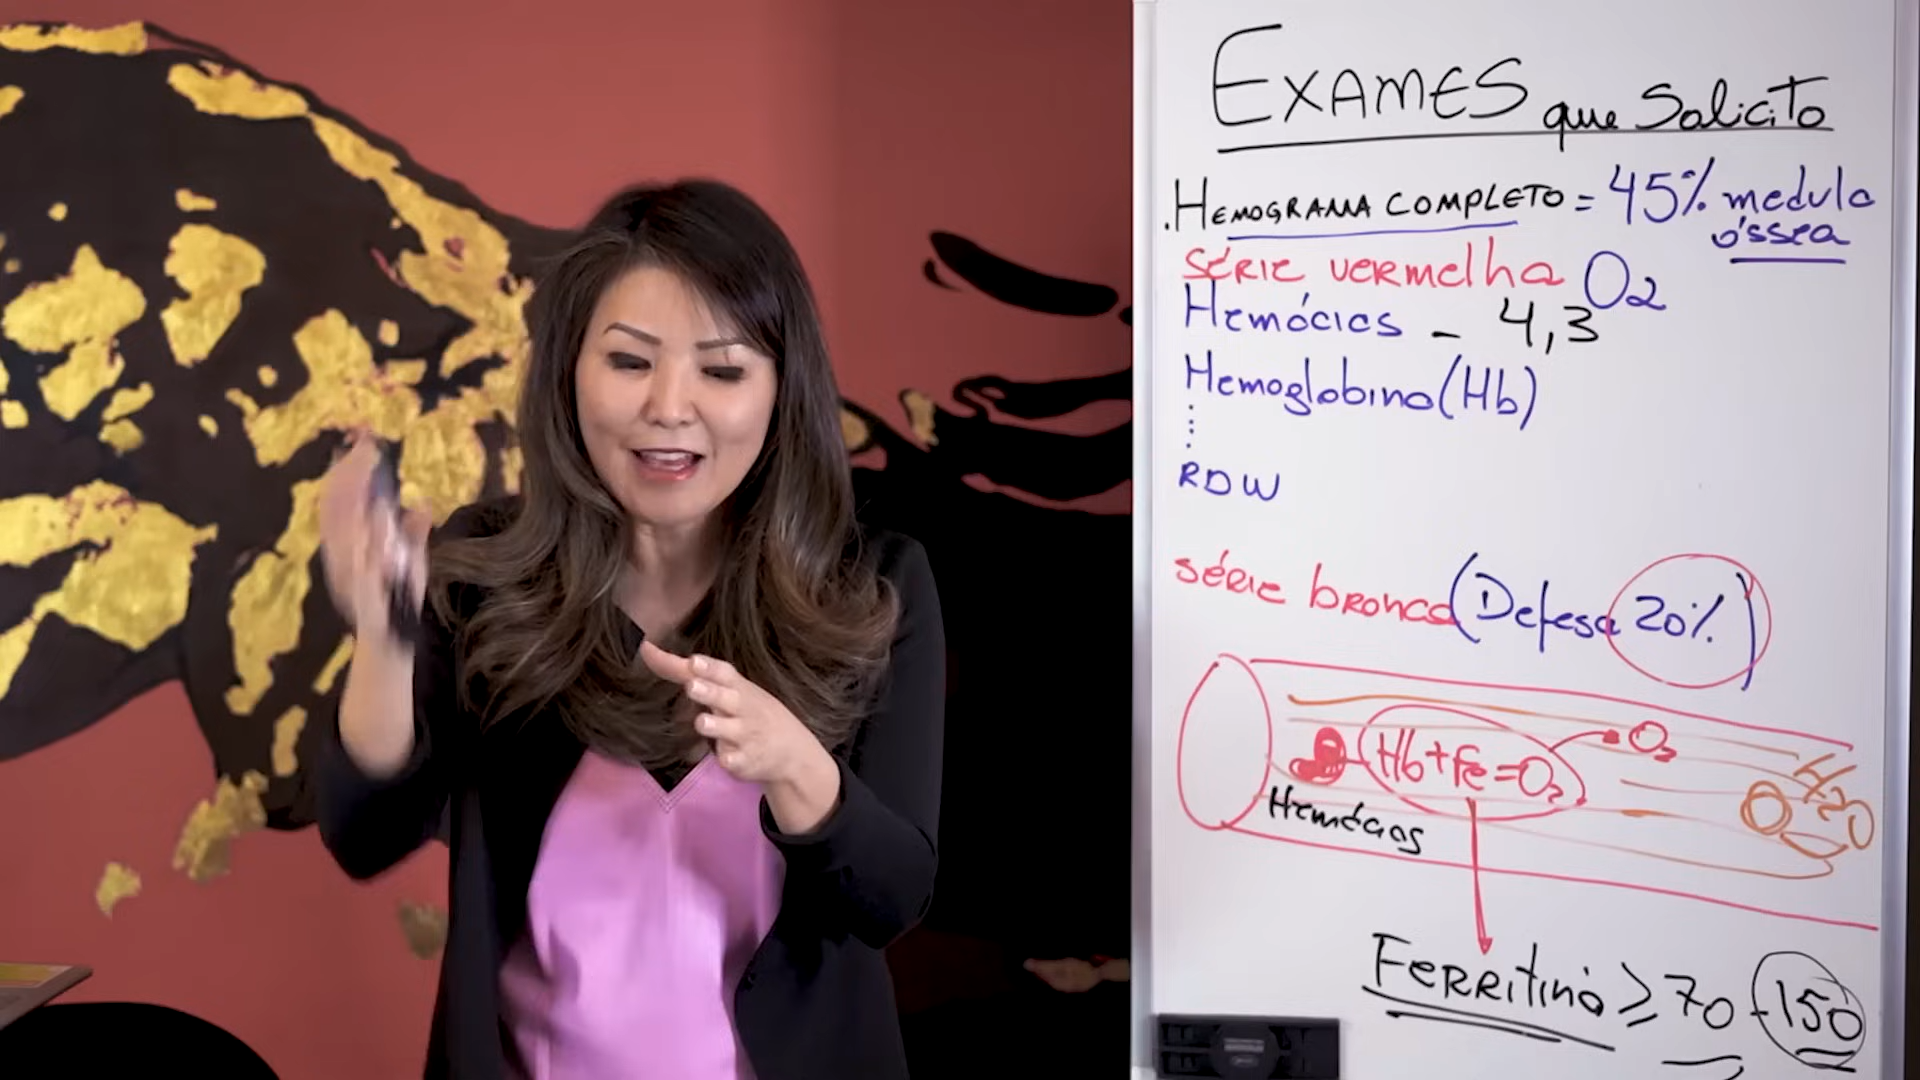 EXAMES que Solicito
. HEMOGRAMA COMPLETO = 45% medula
óssea
SÉRIE vermelha O2
Hemácias - 4,3
Hemoglobina (Hb)
RDW
SÉRIE branca (Defesa 20%)
Hb+Fe=O2
O2
Hemácias
FERRITINA ≥ 70 - 150